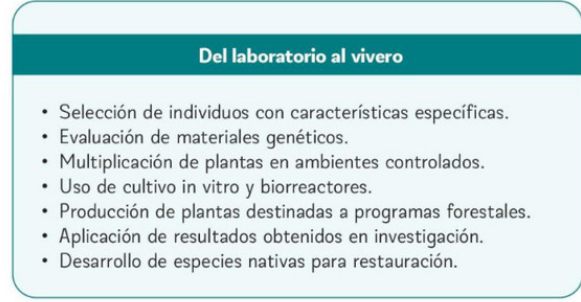 Del laboratorio al vivero
• Selección de individuos con características específicas.
• Evaluación de materiales genéticos.
• Multiplicación de plantas en ambientes controlados.
• Uso de cultivo in vitro y biorreactores.
• Producción de plantas destinadas a programas forestales.
• Aplicación de resultados obtenidos en investigación.
• Desarrollo de especies nativas para restauración.